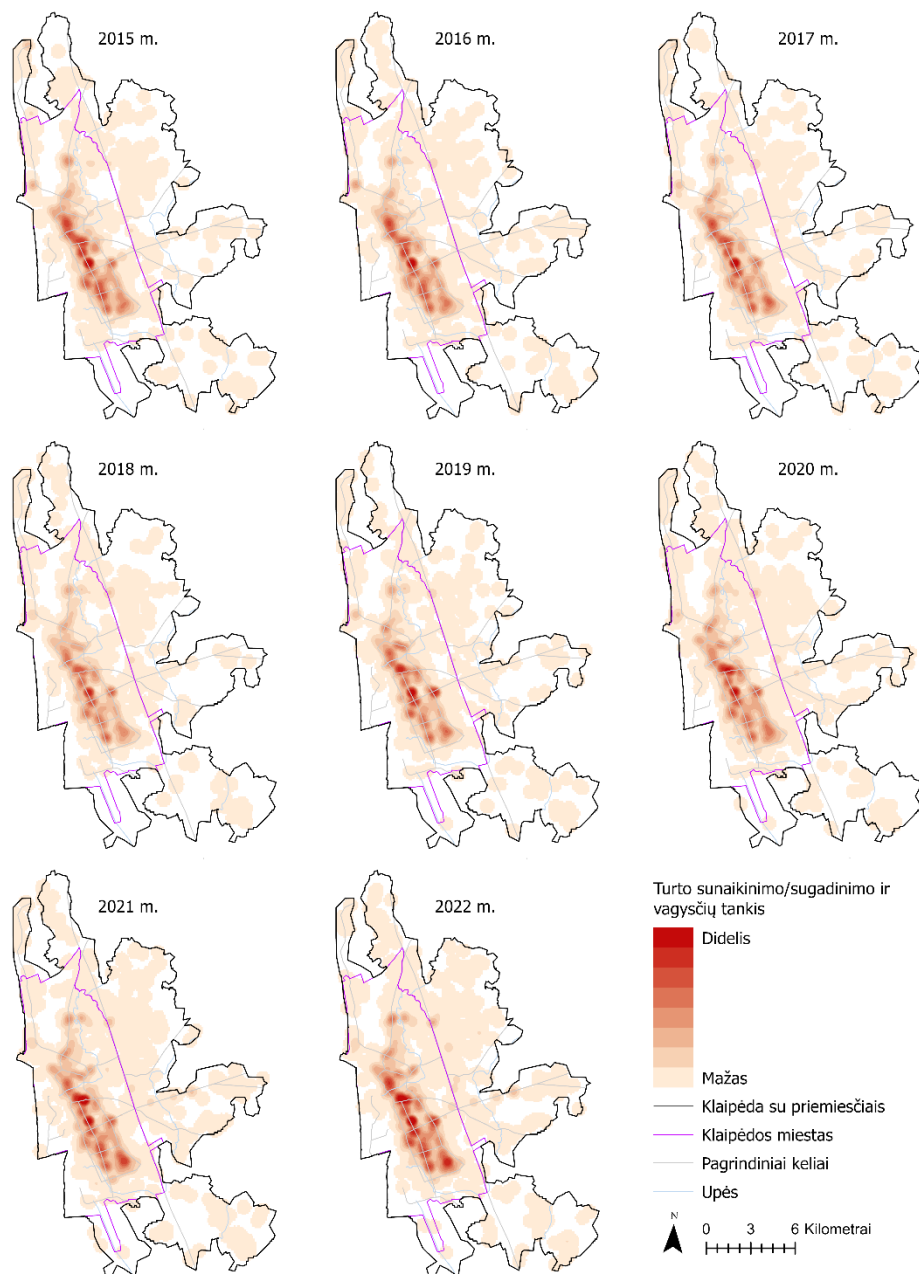 2015 m.
2016 m.
2017 m.
2018 m.
2019 m.
2020 m.
2021 m.
2022 m.
Turto sunaikinimo/sugadinimo ir
vagysčių tankis
Didelis
Mažas
Klaipėda su priemiesčiais
Klaipėdos miestas
Pagrindiniai keliai
Upės
N
0 3 6 Kilometrai